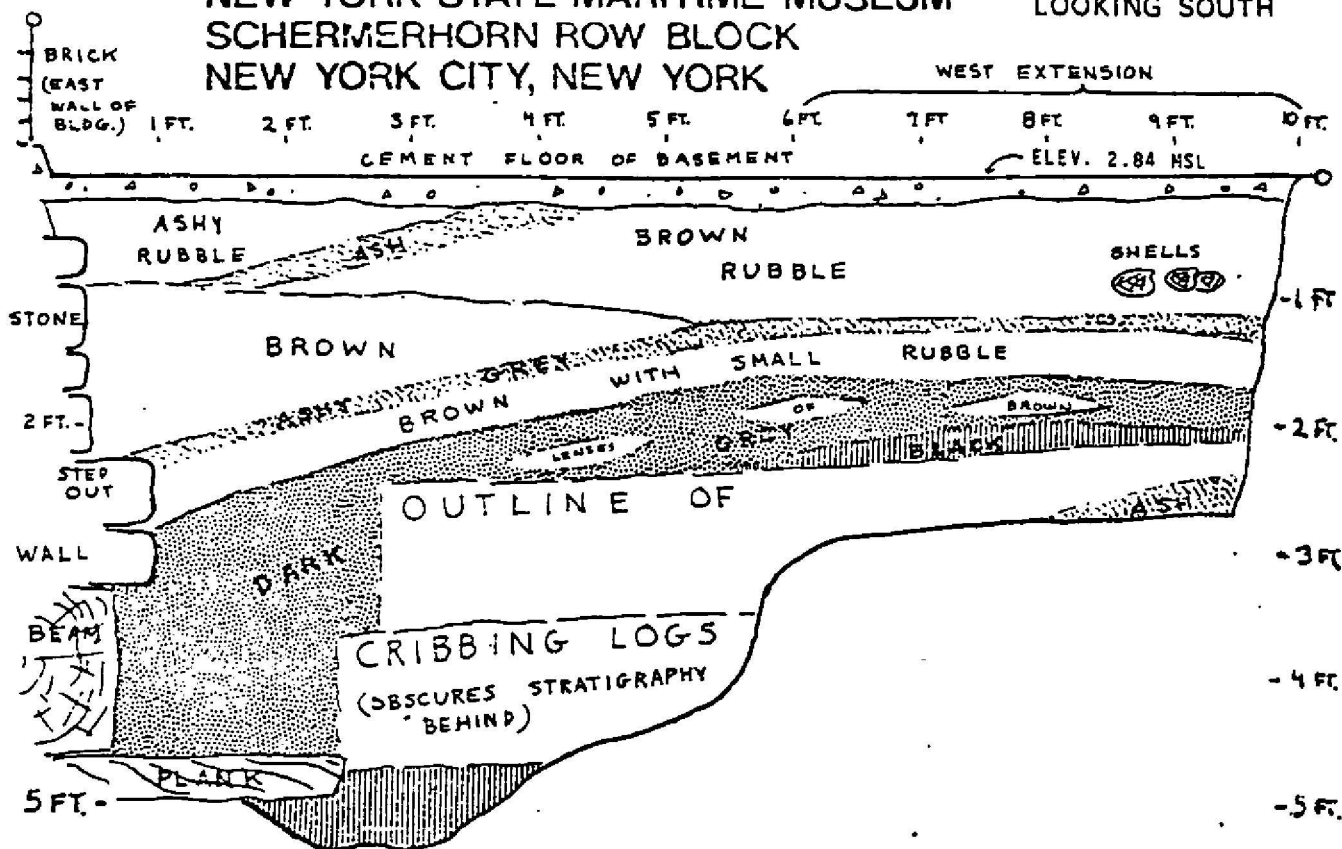 NEW YORK STATE MARITIME MUSEUM
LOOKING SOUTH
SCHERMERHORN ROW BLOCK
NEW YORK CITY, NEW YORK
BRICK
(EAST
WALL OF
BLDG.)
WEST EXTENSION
1 FT. 2 FT. 3 FT. 4 FT. 5 FT. 6 FT. 7 FT 8 FT 9 FT. 10 FT.
CEMENT FLOOR OF BASEMENT
ELEV. 2.84 MSL
ASHY
RUBBLE
ASH
BROWN
RUBBLE
SHELLS
-1 FT
STONE
BROWN
ASHY GREY
BROWN WITH SMALL RUBBLE
2 FT.-
LENSES OF BROWN
-2 FT.
DARK GREY
BLACK
STEP
OUT
OUTLINE OF
ASH
WALL
-3 FT
BEAM
CRIBBING LOGS
(OBSCURES STRATIGRAPHY
BEHIND)
-4 FT.
PLANK
5 FT.-
-5 FT.